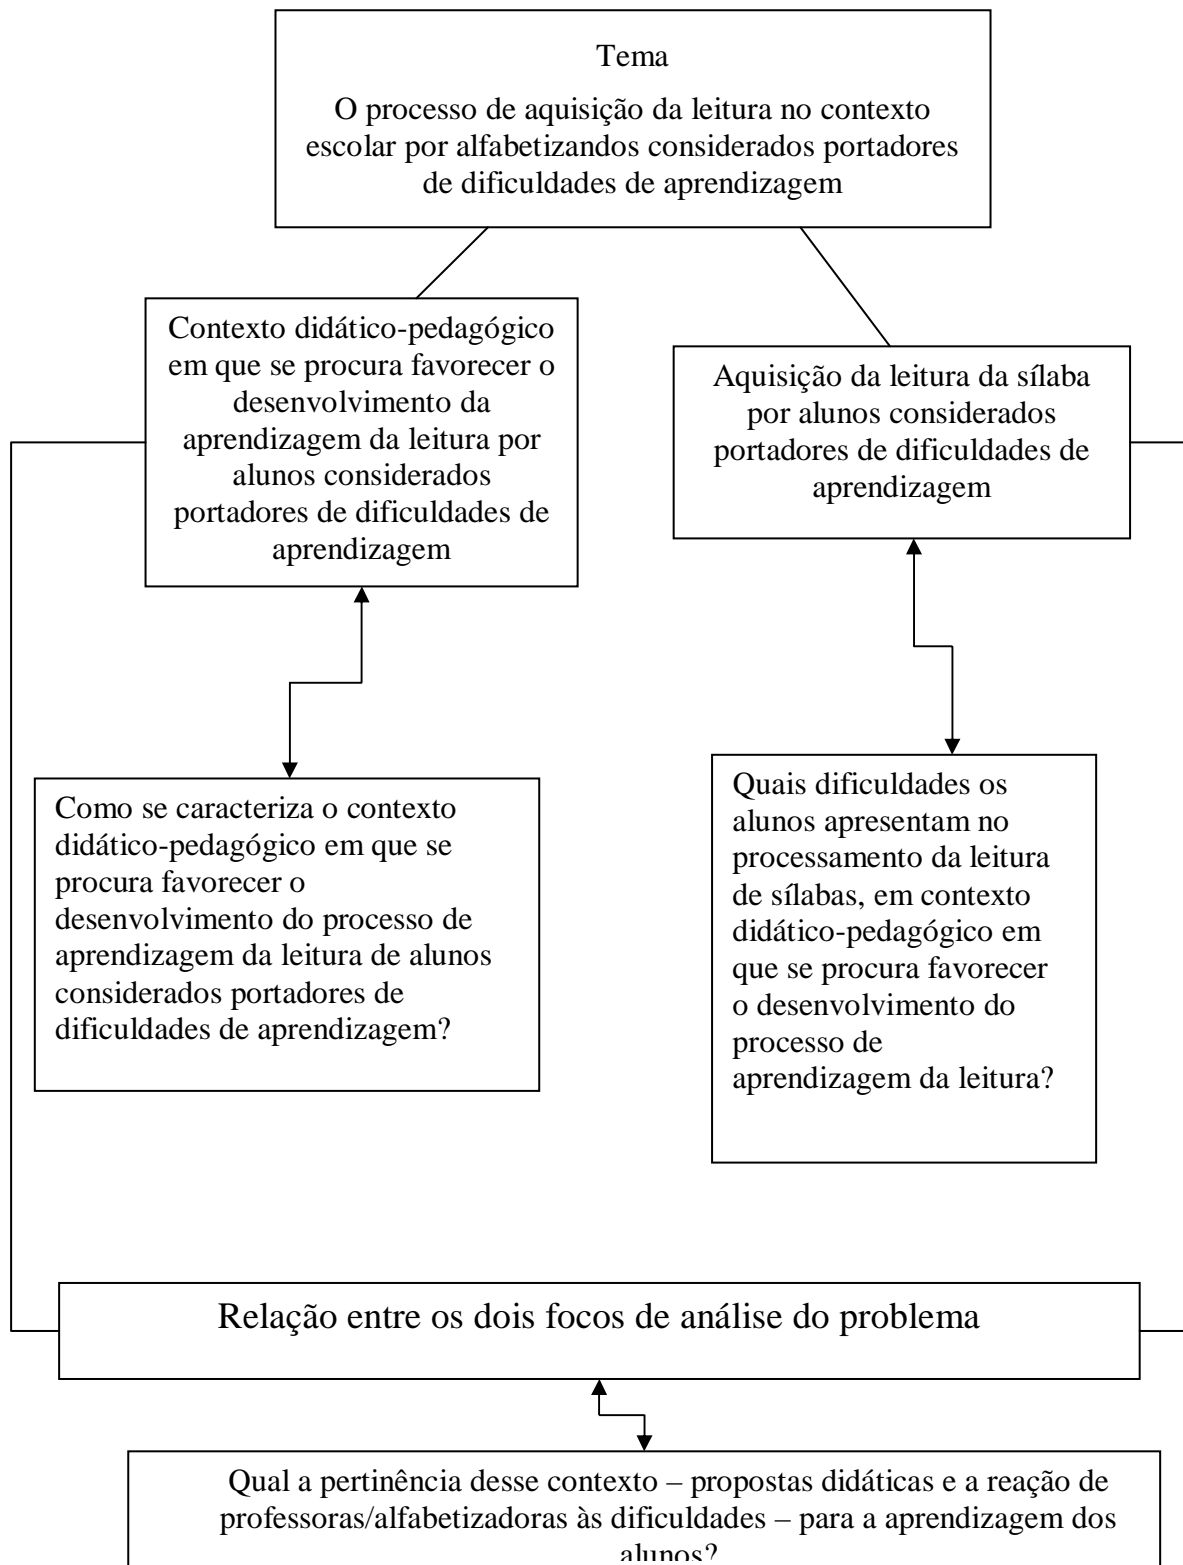 Tema
O processo de aquisição da leitura no contexto
escolar por alfabetizandos considerados portadores
de dificuldades de aprendizagem
Contexto didático-pedagógico
em que se procura favorecer o
desenvolvimento da
aprendizagem da leitura por
alunos considerados
portadores de dificuldades de
aprendizagem
Aquisição da leitura da sílaba
por alunos considerados
portadores de dificuldades de
aprendizagem
Como se caracteriza o contexto
didático-pedagógico em que se
procura favorecer o
desenvolvimento do processo de
aprendizagem da leitura de alunos
considerados portadores de
dificuldades de aprendizagem?
Quais dificuldades os
alunos apresentam no
processamento da leitura
de sílabas, em contexto
didático-pedagógico em
que se procura favorecer
o desenvolvimento do
processo de
aprendizagem da leitura?
Relação entre os dois focos de análise do problema
Qual a pertinência desse contexto – propostas didáticas e a reação de
professoras/alfabetizadoras às dificuldades – para a aprendizagem dos
alunos?